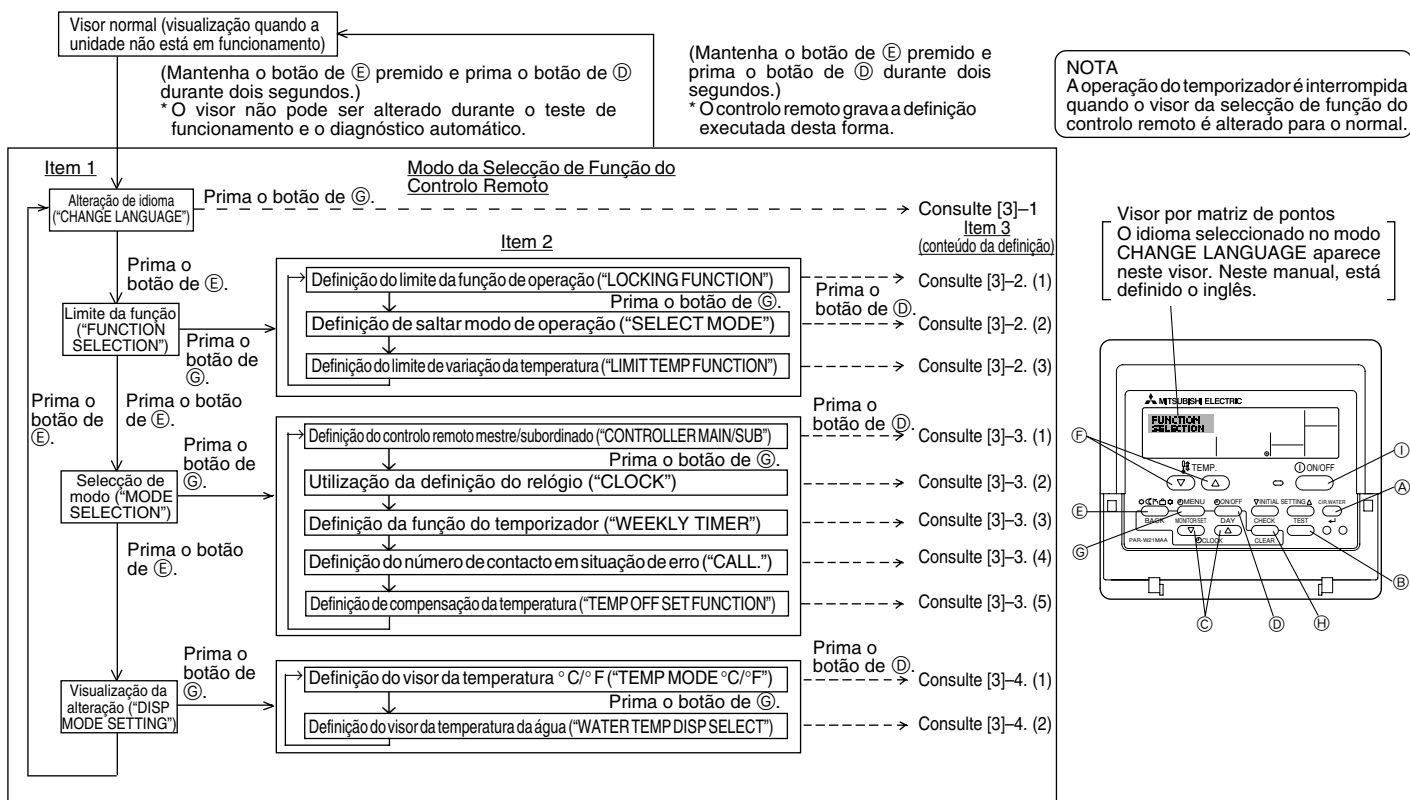 Visor normal (visualização quando a
unidade não está em funcionamento)
(Mantenha o botão de Ⓔ premido e prima o botão de Ⓓ
durante dois segundos.)
* O visor não pode ser alterado durante o teste de
funcionamento e o diagnóstico automático.
(Mantenha o botão de Ⓔ premido e
prima o botão de Ⓓ durante dois
segundos.)
* O controlo remoto grava a definição
executada desta forma.
NOTA
A operação do temporizador é interrompida
quando o visor da selecção de função do
controlo remoto é alterado para o normal.
Item 1
Modo da Selecção de Função do
Controlo Remoto
Alteração de idioma
(“CHANGE LANGUAGE”)
Prima o botão de Ⓖ.
Consulte [3]–1
Item 2
Item 3
(conteúdo da definição)
Prima o
botão de Ⓔ.
Limite da função
(“FUNCTION
SELECTION”)
Prima o
botão de
Ⓖ.
Definição do limite da função de operação (“LOCKING FUNCTION”)
Prima o botão de Ⓖ.
Definição de saltar modo de operação (“SELECT MODE”)
Definição do limite de variação da temperatura (“LIMIT TEMP FUNCTION”)
Prima o
botão de Ⓓ.
Consulte [3]–2. (1)
Consulte [3]–2. (2)
Consulte [3]–2. (3)
Prima o
botão de
Ⓔ.
Prima o botão
de Ⓔ.
Prima o
botão de
Ⓖ.
Selecção de
modo (“MODE
SELECTION”)
Definição do controlo remoto mestre/subordinado (“CONTROLLER MAIN/SUB”)
Prima o botão de Ⓖ.
Utilização da definição do relógio (“CLOCK”)
Definição da função do temporizador (“WEEKLY TIMER”)
Definição do número de contacto em situação de erro (“CALL.”)
Definição de compensação da temperatura (“TEMP OFF SET FUNCTION”)
Prima o
botão de Ⓓ.
Consulte [3]–3. (1)
Consulte [3]–3. (2)
Consulte [3]–3. (3)
Consulte [3]–3. (4)
Consulte [3]–3. (5)
Prima o botão
de Ⓔ.
Prima o
botão de
Ⓖ.
Visualização da
alteração (“DISP
MODE SETTING”)
Definição do visor da temperatura °C/°F (“TEMP MODE °C/°F”)
Prima o botão de Ⓖ.
Definição do visor da temperatura da água (“WATER TEMP DISP SELECT”)
Prima o
botão de Ⓓ.
Consulte [3]–4. (1)
Consulte [3]–4. (2)
Visor por matriz de pontos
O idioma seleccionado no modo
CHANGE LANGUAGE aparece
neste visor. Neste manual, está
definido o inglês.
MITSUBISHI ELECTRIC
FUNCTION
SELECTION
Ⓕ
TEMP.
ON/OFF
Ⓘ
Ⓐ
Ⓔ
MENU
ON/OFF
INITIAL SETTING
CIR.WATER
BACK
MONITOR/SET
DAY
CHECK
TEST
Ⓖ
PAR-W21MAA
CLOCK
CLEAR
Ⓑ
Ⓒ
Ⓓ
Ⓗ